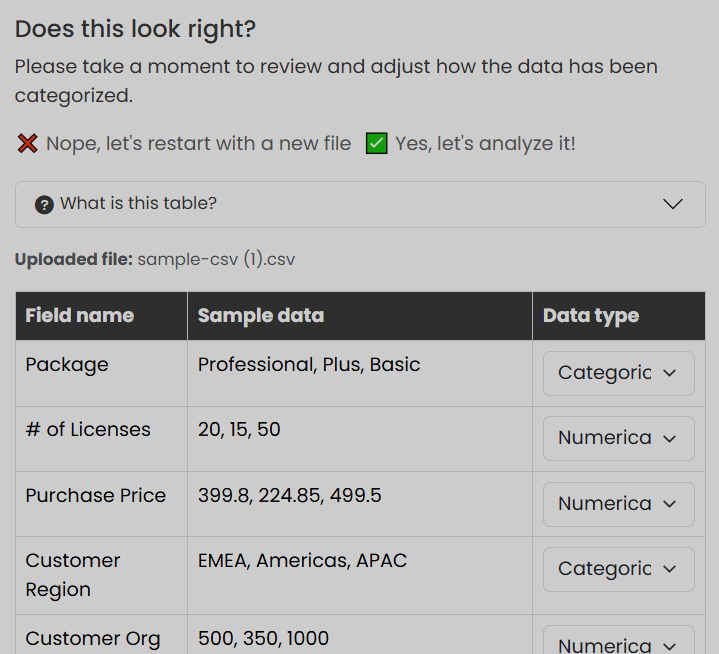 Does this look right?
Please take a moment to review and adjust how the data has been
categorized.
Nope, let's restart with a new file Yes, let's analyze it!
? What is this table?
Uploaded file: sample-csv (1).csv
Field name Sample data Data type
Package Professional, Plus, Basic Categoric
# of Licenses 20, 15, 50 Numerica
Purchase Price 399.8, 224.85, 499.5 Numerica
Customer EMEA, Americas, APAC Categoric
Region
Customer Org 500, 350, 1000 Numerica